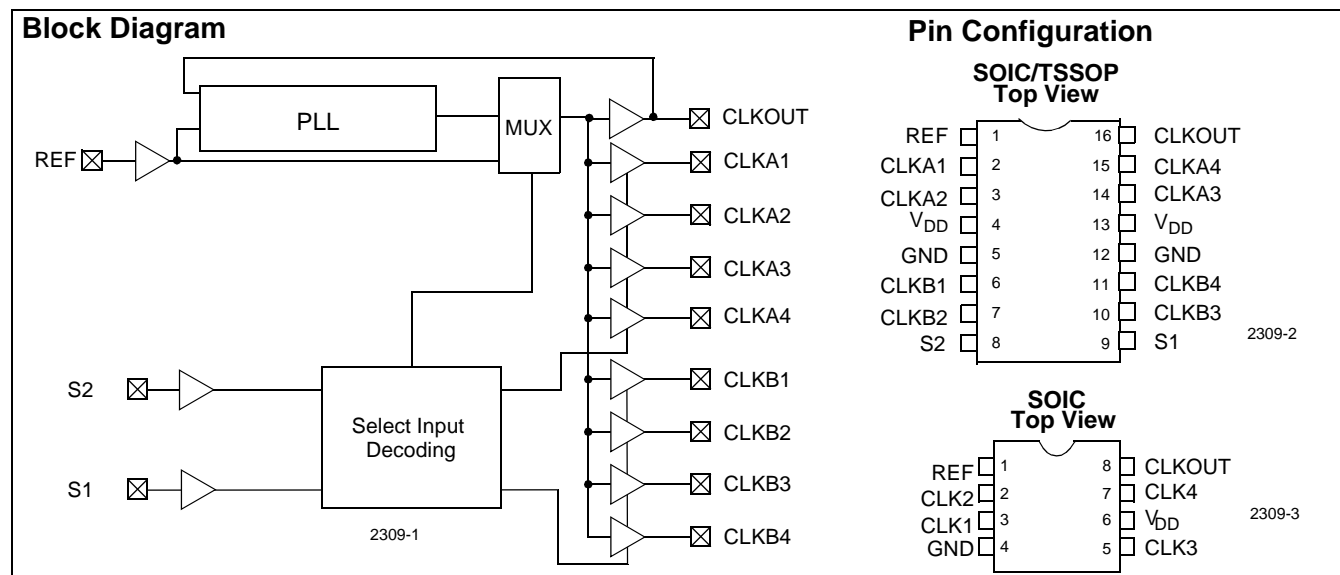 Block Diagram
PLL
MUX
REF
S2
S1
Select Input
Decoding
2309-1
CLKOUT
CLKA1
CLKA2
CLKA3
CLKA4
CLKB1
CLKB2
CLKB3
CLKB4
Pin Configuration
SOIC/TSSOP
Top View
REF 1 16 CLKOUT
CLKA1 2 15 CLKA4
CLKA2 3 14 CLKA3
VDD 4 13 VDD
GND 5 12 GND
CLKB1 6 11 CLKB4
CLKB2 7 10 CLKB3
S2 8 9 S1
2309-2
SOIC
Top View
REF 1 8 CLKOUT
CLK2 2 7 CLK4
CLK1 3 6 VDD
GND 4 5 CLK3
2309-3